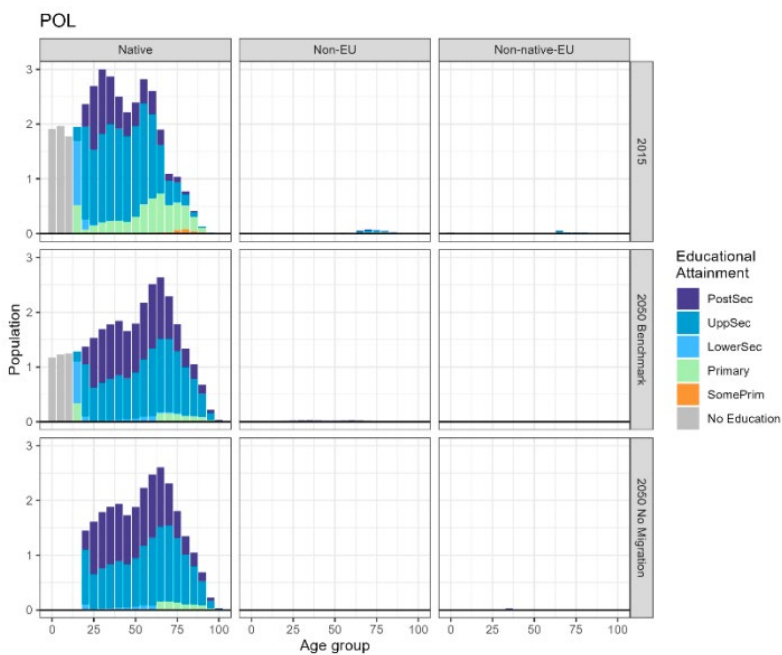 POL
Native
Non-EU
Non-native-EU
3
2
1
0
2015
3
2
1
0
2050 Benchmark
3
2
1
0
2050 No Migration
0 25 50 75 100
0 25 50 75 100
0 25 50 75 100
Age group
Population
Educational
Attainment
PostSec
UppSec
LowerSec
Primary
SomePrim
No Education